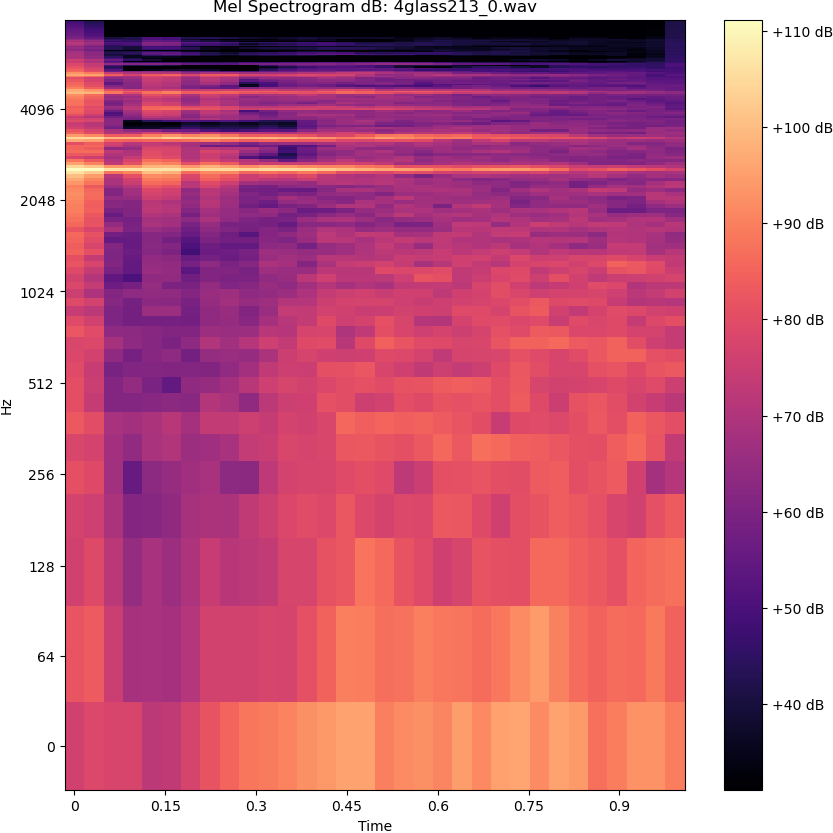 Mel Spectrogram dB: 4glass213_0.wav
+110 dB
+100 dB
+90 dB
+80 dB
+70 dB
+60 dB
+50 dB
+40 dB
4096
2048
1024
512
256
128
64
0
Hz
0
0.15
0.3
0.45
0.6
0.75
0.9
Time